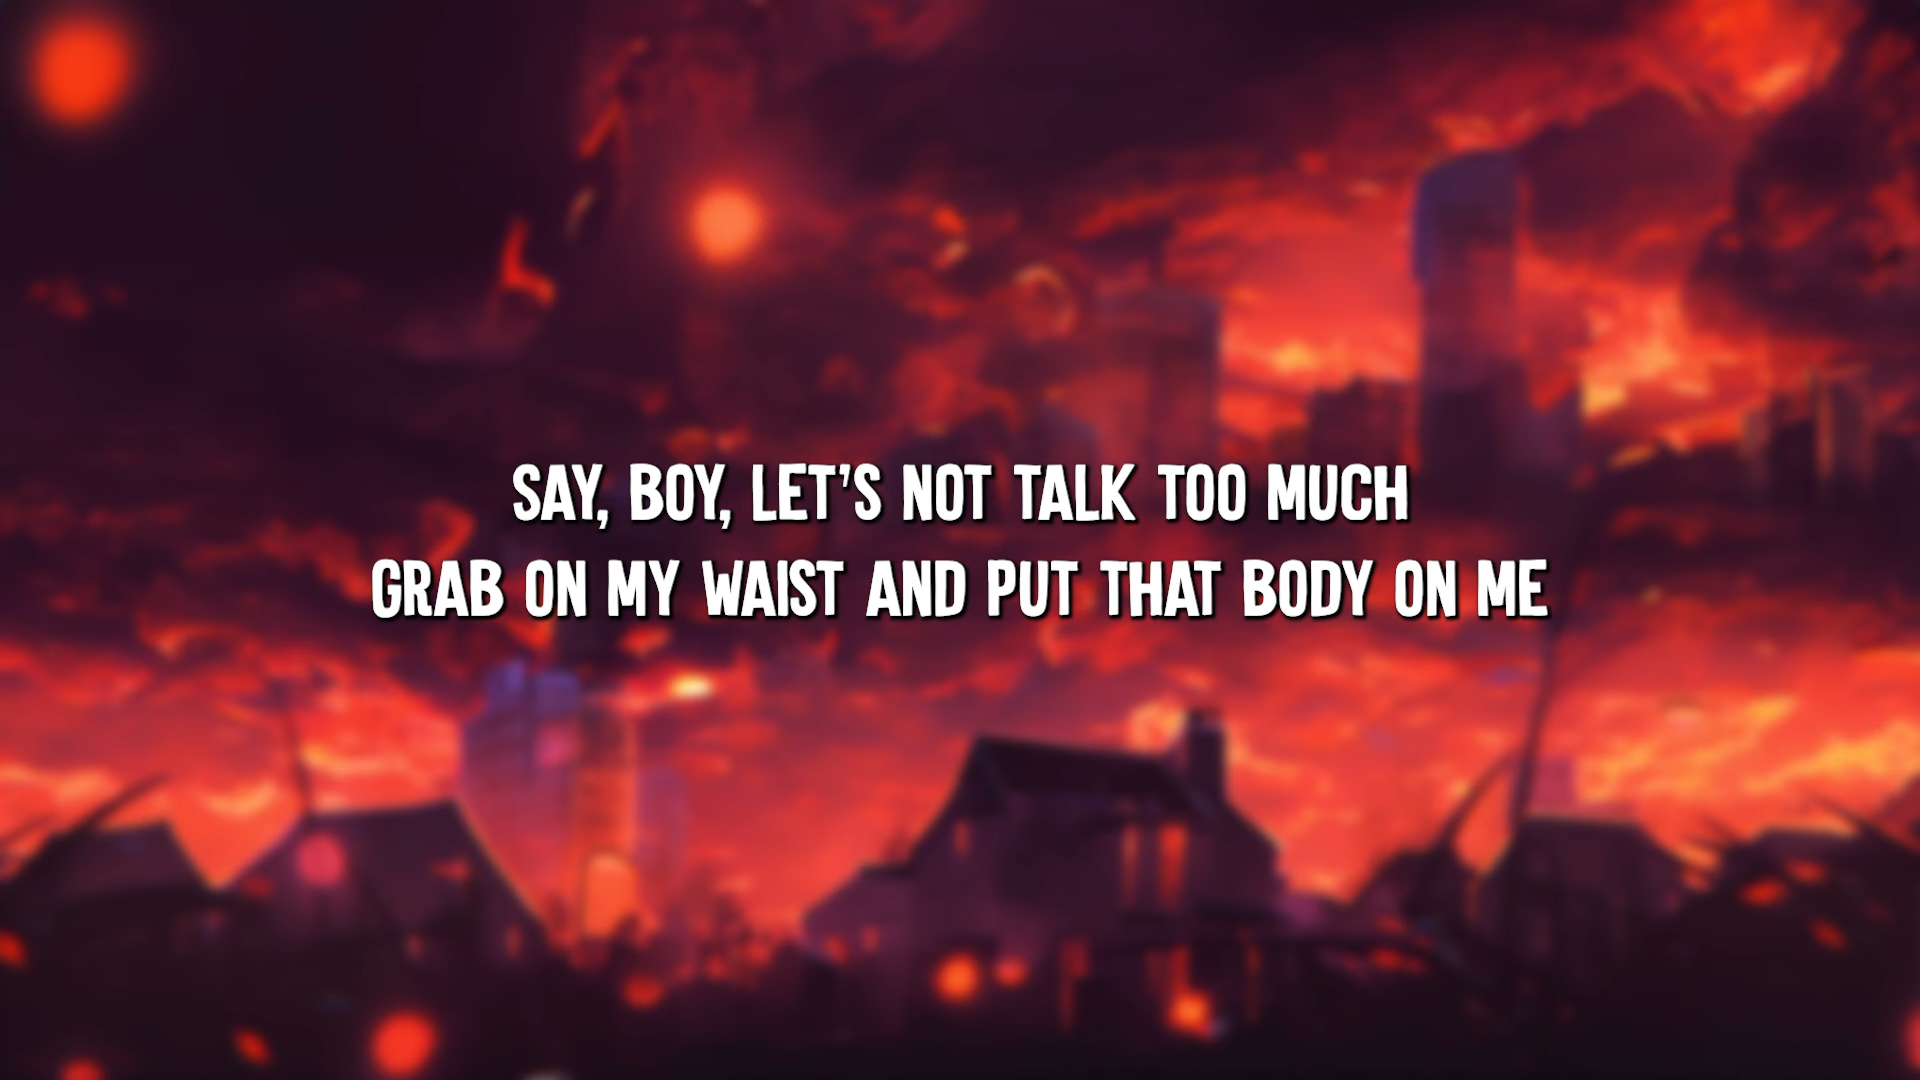 SAY, BOY, LET'S NOT TALK TOO MUCH
GRAB ON MY WAIST AND PUT THAT BODY ON ME